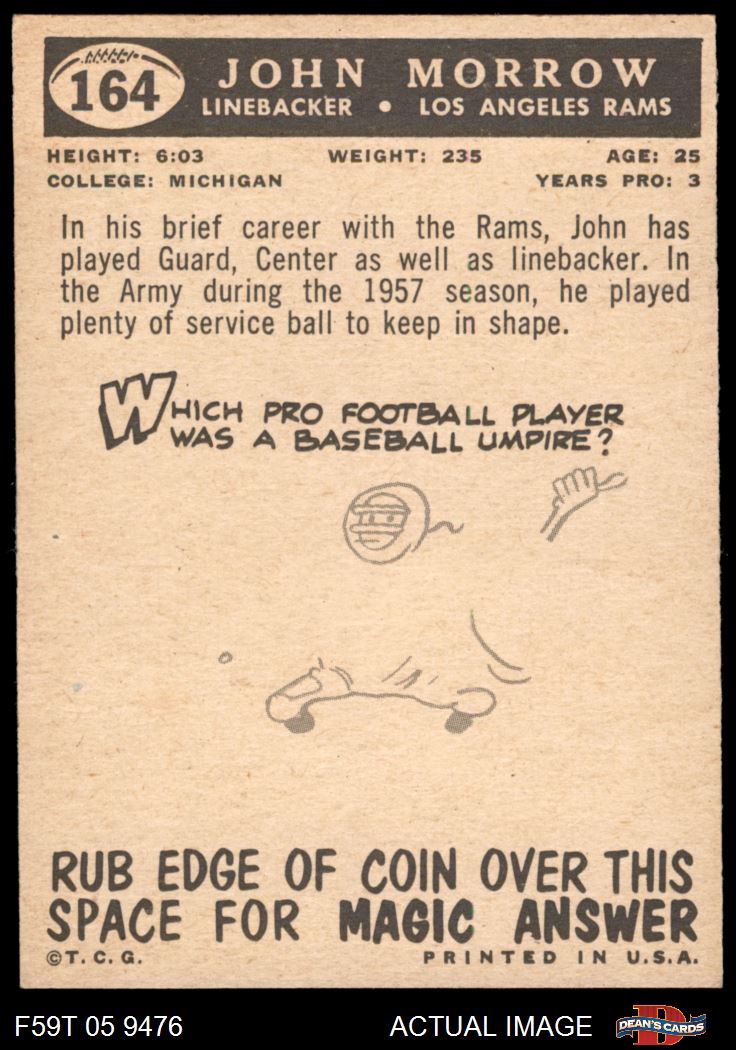 164
JOHN MORROW
LINEBACKER • LOS ANGELES RAMS
HEIGHT: 6:03 WEIGHT: 235 AGE: 25
COLLEGE: MICHIGAN YEARS PRO: 3
In his brief career with the Rams, John has
played Guard, Center as well as linebacker. In
the Army during the 1957 season, he played
plenty of service ball to keep in shape.
WHICH PRO FOOTBALL PLAYER
WAS A BASEBALL UMPIRE?
RUB EDGE OF COIN OVER THIS
SPACE FOR MAGIC ANSWER
©T. C. G. PRINTED IN U.S.A.
F59T 05 9476 ACTUAL IMAGE D DEAN'S CARDS